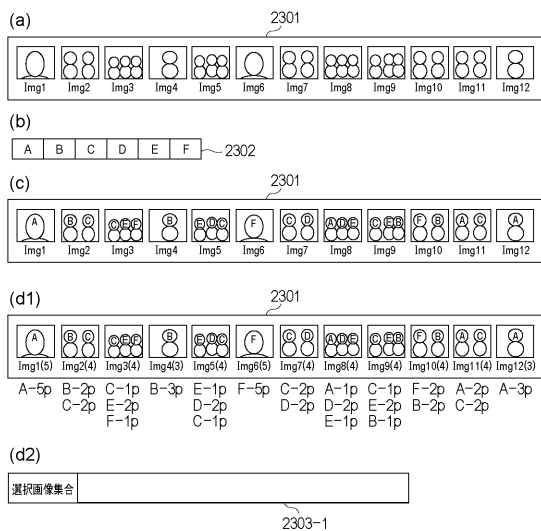 (a)
2301
Img1 Img2 Img3 Img4 Img5 Img6 Img7 Img8 Img9 Img10 Img11 Img12
(b)
A B C D E F 2302
(c)
2301
A B C C E F B E D C F C D A D E C E B F B A C A
Img1 Img2 Img3 Img4 Img5 Img6 Img7 Img8 Img9 Img10 Img11 Img12
(d1)
2301
A B C C E F B E D C F C D A D E C E B F B A C A
Img1(5) Img2(4) Img3(4) Img4(3) Img5(4) Img6(5) Img7(4) Img8(4) Img9(4) Img10(4) Img11(4) Img12(3)
A-5p B-2p C-1p B-3p E-1p F-5p C-2p A-1p C-1p F-2p A-2p A-3p
C-2p E-2p D-2p D-2p D-2p E-2p B-2p C-2p
F-1p C-1p E-1p B-1p
(d2)
選択画像集合
2303-1